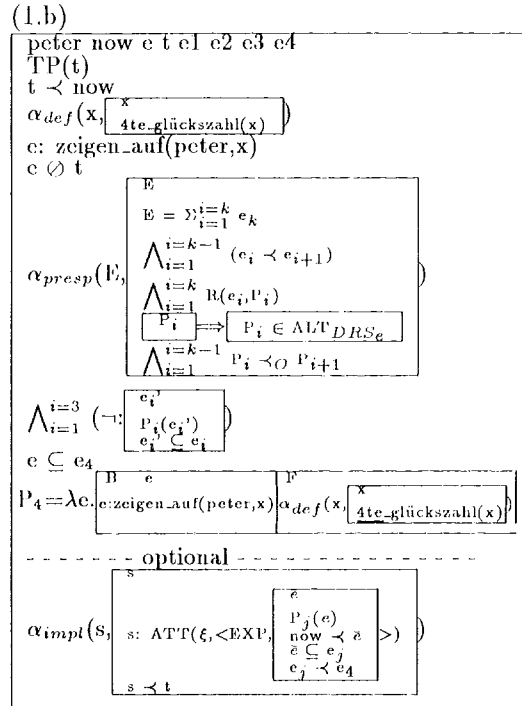 (1.b)
peter now e t e1 e2 e3 e4
TP(t)
t ≺ now
α_def(x, x
4te_glückszahl(x) )
e: zeigen_auf(peter,x)
e ⊘ t
E
E = Σ_{i=1}^{i=k} e_k
⋀_{i=1}^{i=k−1} (e_i ≺ e_{i+1})
α_presp(E, ⋀_{i=1}^{i=k} R(e_i,P_i) )
P_i ⟹ P_i ∈ ALT_{DRS_e}
⋀_{i=1}^{i=k−1} P_i ≺_O P_{i+1}
e_i'
⋀_{i=1}^{i=3} (¬: P_i(e_i') )
e_i' ⊆ e_i
e ⊆ e_4
B e F x
P_4=λe. e:zeigen_auf(peter,x) α_def(x, 4te_glückszahl(x) )
- - - - - - optional - - - - - - - - - - - - - -
s
ē
P_j(e)
α_impl(s, s: ATT(ξ,<EXP, now ≺ ē >) )
ē ⊆ e_j
e_j ≺ e_4
s ≺ t